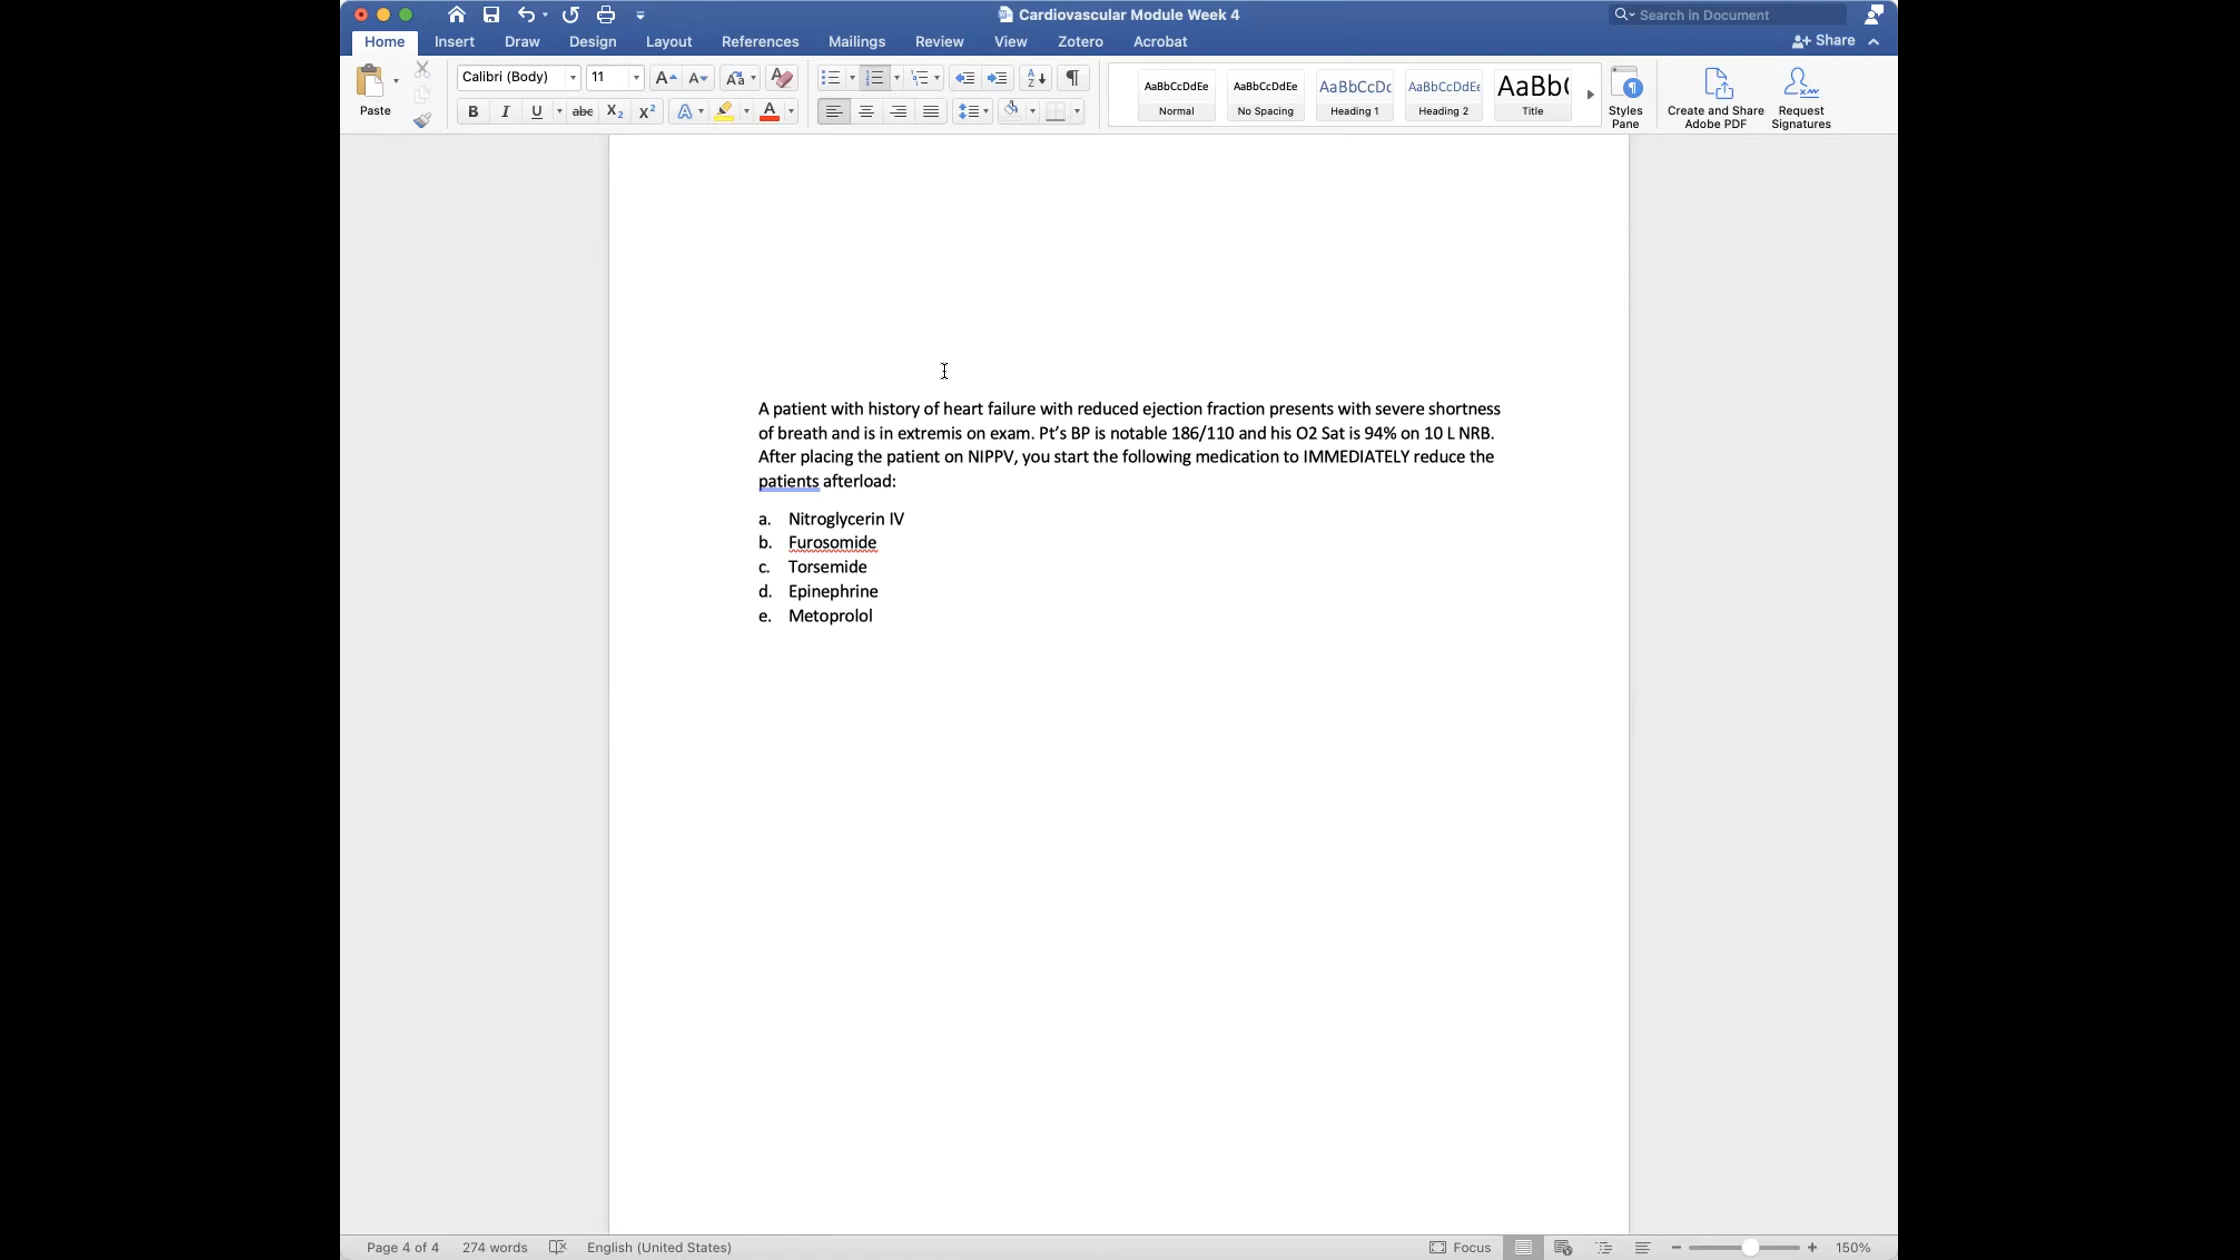 Cardiovascular Module Week 4
Search in Document
Home Insert Draw Design Layout References Mailings Review View Zotero Acrobat
Share
Paste
Calibri (Body) 11
AaBbCcDdEe AaBbCcDdEe AaBbCcDc AaBbCcDdEe AaBb(
Normal No Spacing Heading 1 Heading 2 Title
Styles Pane
Create and Share Adobe PDF
Request Signatures
A patient with history of heart failure with reduced ejection fraction presents with severe shortness
of breath and is in extremis on exam. Pt’s BP is notable 186/110 and his O2 Sat is 94% on 10 L NRB.
After placing the patient on NIPPV, you start the following medication to IMMEDIATELY reduce the
patients afterload:
a. Nitroglycerin IV
b. Furosomide
c. Torsemide
d. Epinephrine
e. Metoprolol
Page 4 of 4 274 words English (United States) Focus 150%